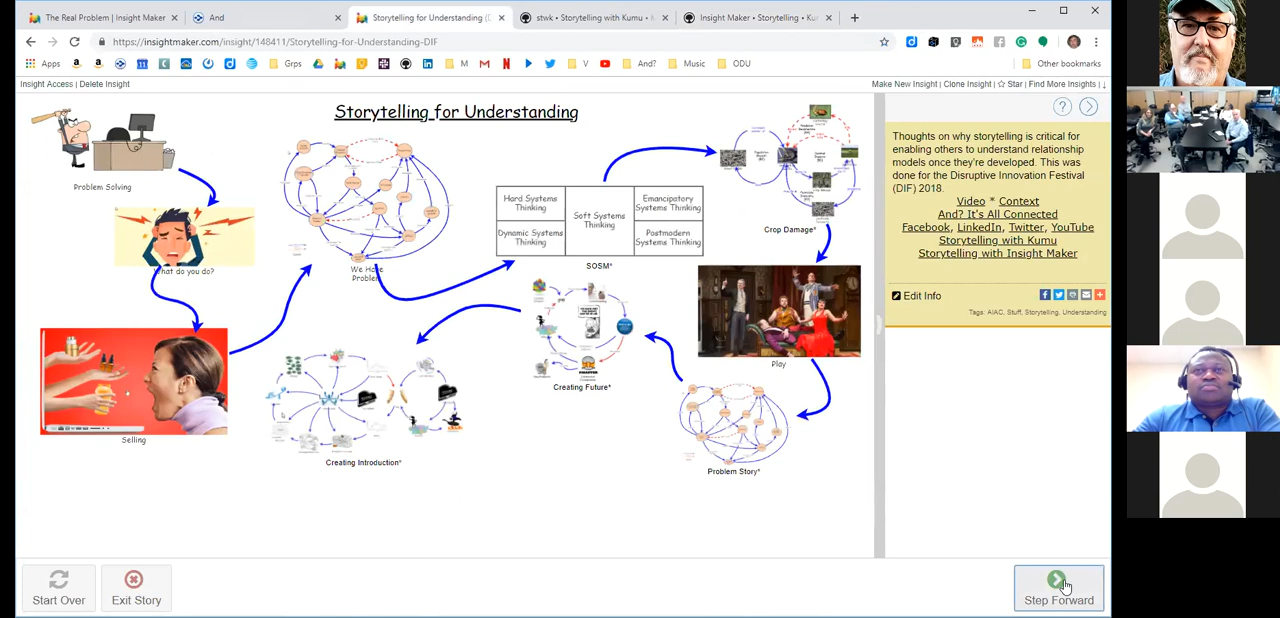 The Real Problem | Insight Maker
And
Storytelling for Understanding (D
stwk • Storytelling with Kumu • K
Insight Maker • Storytelling • Kum
https://insightmaker.com/insight/148411/Storytelling-for-Understanding-DIF
Apps
Grps
M
V
And?
Music
ODU
Other bookmarks
Insight Access | Delete Insight
Make New Insight | Clone Insight | ☆ Star | Find More Insights | ↓
Storytelling for Understanding
Problem Solving
What do you do?
Selling
We Have
Problem
Hard Systems
Thinking
Soft Systems
Thinking
Emancipatory
Systems Thinking
Dynamic Systems
Thinking
Postmodern
Systems Thinking
SOSM*
Crop Damage*
Play
Problem Story*
Creating Future*
Creating Introduction*
Thoughts on why storytelling is critical for
enabling others to understand relationship
models once they're developed. This was
done for the Disruptive Innovation Festival
(DIF) 2018.
Video * Context
And? It's All Connected
Facebook, LinkedIn, Twitter, YouTube
Storytelling with Kumu
Storytelling with Insight Maker
Edit Info
Tags: AIAC, Stuff, Storytelling, Understanding
Start Over
Exit Story
Step Forward